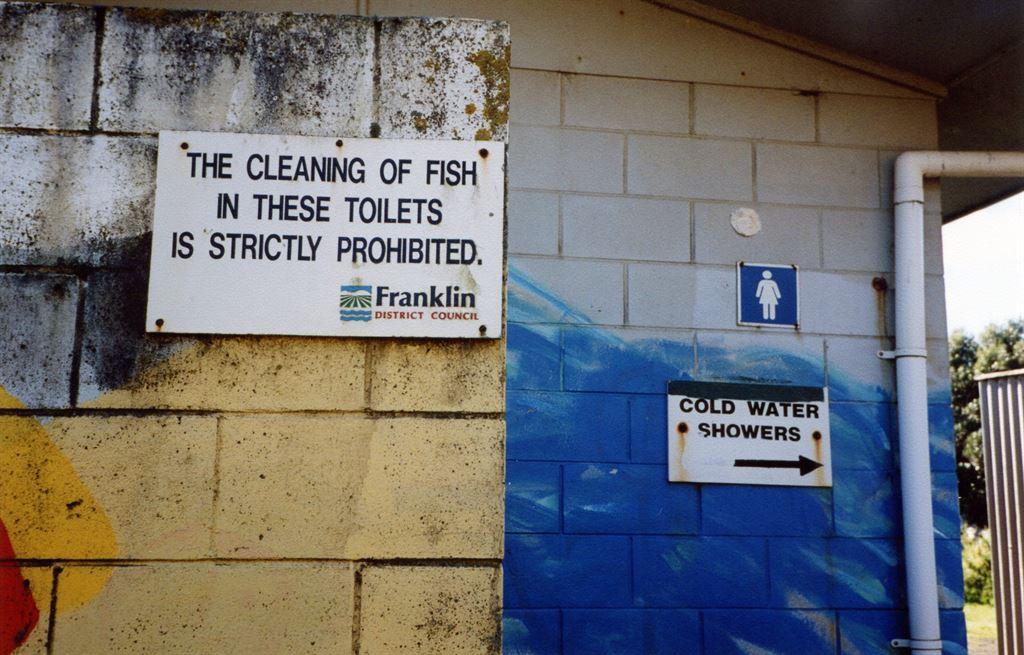 THE CLEANING OF FISH
IN THESE TOILETS
IS STRICTLY PROHIBITED.
Franklin
DISTRICT COUNCIL
COLD WATER
SHOWERS